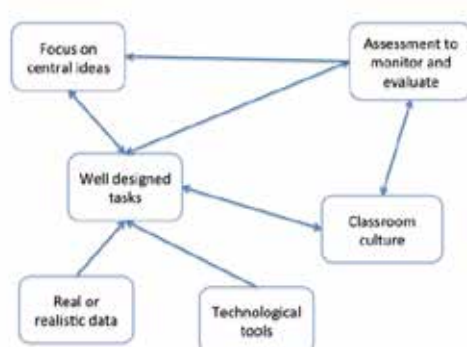 Focus on
central ideas
Assessment to
monitor and
evaluate
Well designed
tasks
Classroom
culture
Real or
realistic data
Technological
tools